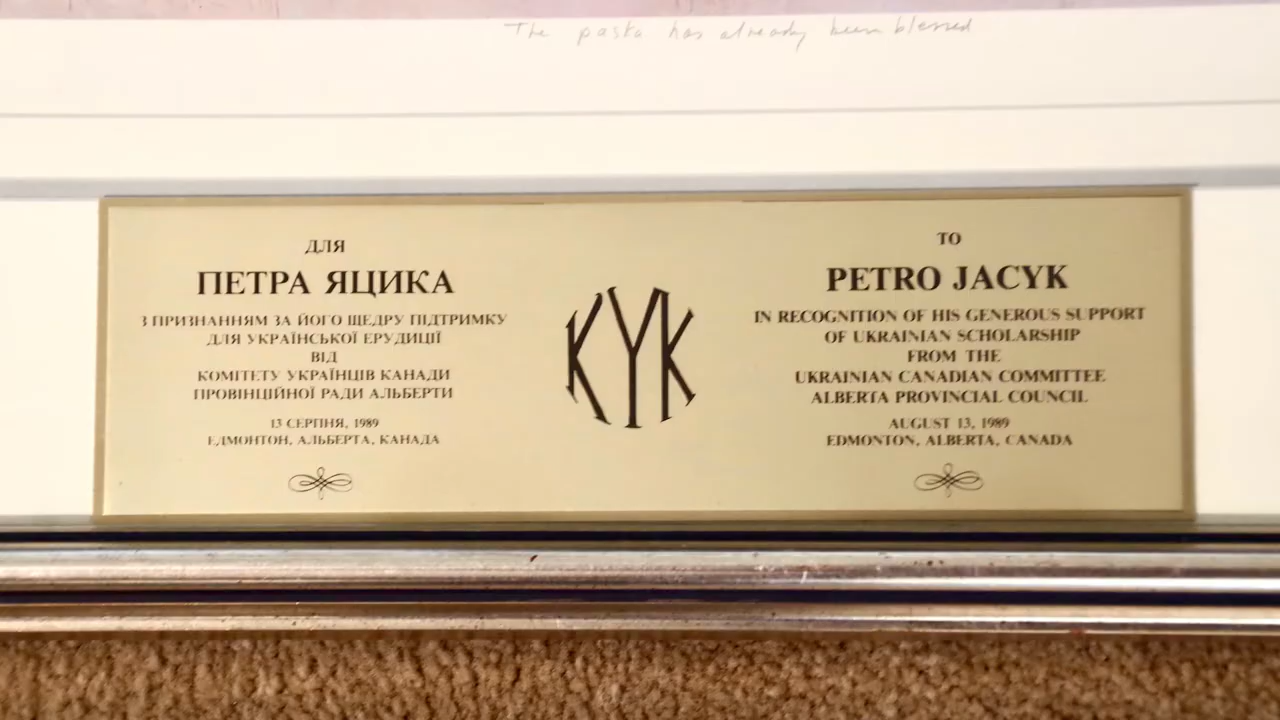 The paska has already been blessed
ДЛЯ
ПЕТРА ЯЦИКА
З ПРИЗНАННЯМ ЗА ЙОГО ЩЕДРУ ПІДТРИМКУ
ДЛЯ УКРАЇНСЬКОЇ ЕРУДИЦІЇ
ВІД
КОМІТЕТУ УКРАЇНЦІВ КАНАДИ
ПРОВІНЦІЙНОЇ РАДИ АЛЬБЕРТИ
13 СЕРПНЯ, 1989
ЕДМОНТОН, АЛЬБЕРТА, КАНАДА
КУК
TO
PETRO JACYK
IN RECOGNITION OF HIS GENEROUS SUPPORT
OF UKRAINIAN SCHOLARSHIP
FROM THE
UKRAINIAN CANADIAN COMMITTEE
ALBERTA PROVINCIAL COUNCIL
AUGUST 13, 1989
EDMONTON, ALBERTA, CANADA